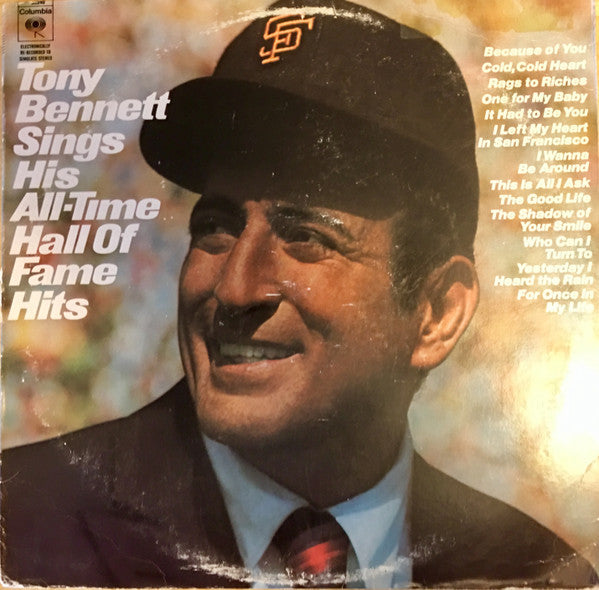 Columbia
ELECTRONICALLY
RE-RECORDED TO
SIMULATE STEREO
Tony
Bennett
Sings
His
All-Time
Hall Of
Fame
Hits
SF
Because of You
Cold, Cold Heart
Rags to Riches
One for My Baby
It Had to Be You
I Left My Heart
In San Francisco
I Wanna
Be Around
This Is All I Ask
The Good Life
The Shadow of
Your Smile
Who Can I
Turn To
Yesterday I
Heard the Rain
For Once in
My Life